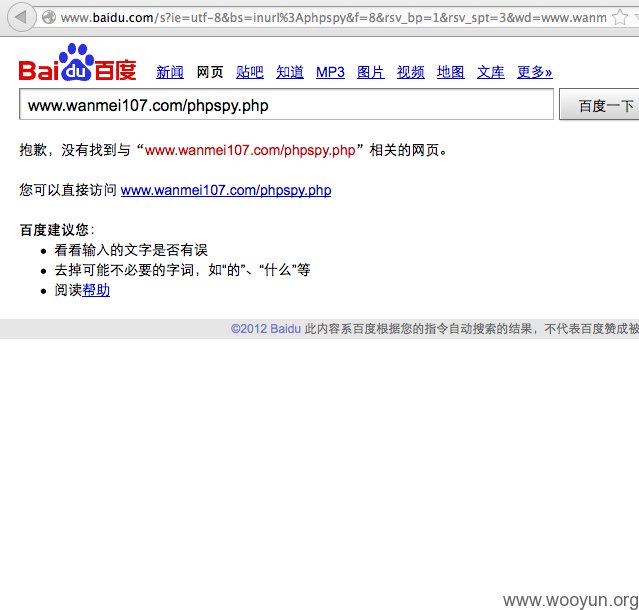 www.baidu.com/s?ie=utf-8&bs=inurl%3Aphpspy&f=8&rsv_bp=1&rsv_spt=3&wd=www.wanm
Bai du 百度
新闻 网页 贴吧 知道 MP3 图片 视频 地图 文库 更多»
www.wanmei107.com/phpspy.php 百度一下
抱歉，没有找到与“www.wanmei107.com/phpspy.php”相关的网页。
您可以直接访问 www.wanmei107.com/phpspy.php
百度建议您：
看看输入的文字是否有误
去掉可能不必要的字词，如“的”、“什么”等
阅读帮助
©2012 Baidu 此内容系百度根据您的指令自动搜索的结果，不代表百度赞成被
www.wooyun.org